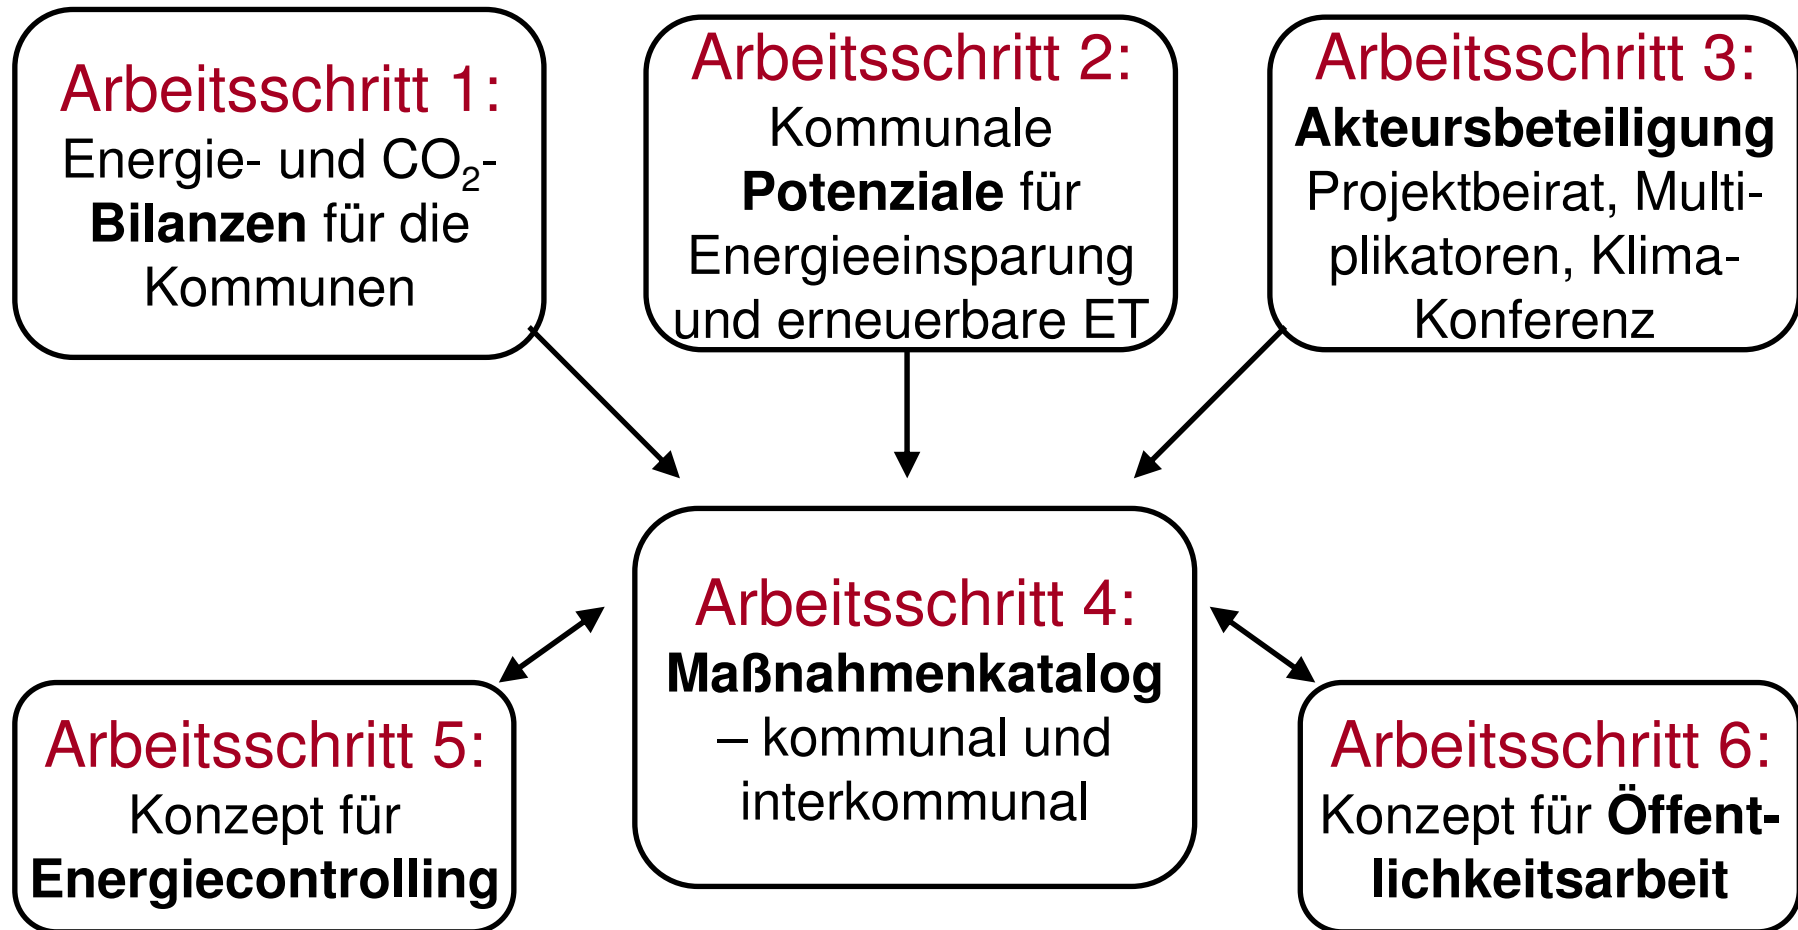 Arbeitsschritt 1:
Energie- und CO₂-
Bilanzen für die
Kommunen
Arbeitsschritt 2:
Kommunale
Potenziale für
Energieeinsparung
und erneuerbare ET
Arbeitsschritt 3:
Akteursbeteiligung
Projektbeirat, Multi-
plikatoren, Klima-
Konferenz
Arbeitsschritt 4:
Maßnahmenkatalog
– kommunal und
interkommunal
Arbeitsschritt 5:
Konzept für
Energiecontrolling
Arbeitsschritt 6:
Konzept für Öffent-
lichkeitsarbeit